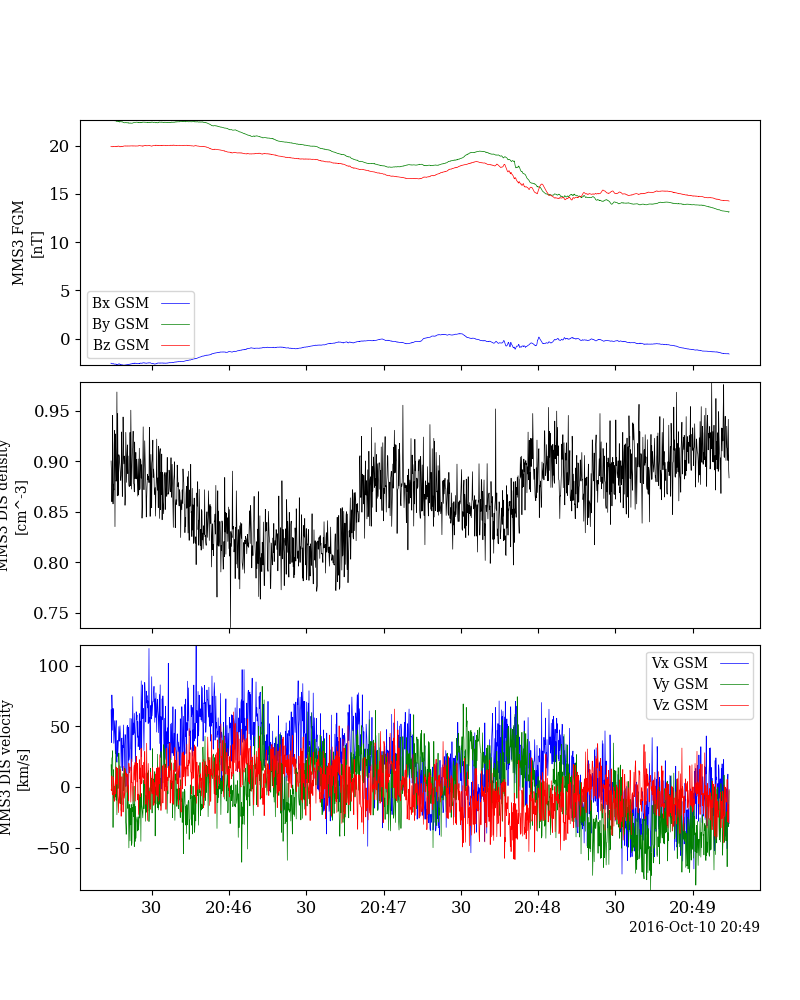 20
15
10
5
0
MMS3 FGM
[nT]
Bx GSM
By GSM
Bz GSM
0.95
0.90
0.85
0.80
0.75
MMS3 DIS density
[cm^-3]
100
50
0
−50
MMS3 DIS velocity
[km/s]
Vx GSM
Vy GSM
Vz GSM
30 20:46 30 20:47 30 20:48 30 20:49
2016-Oct-10 20:49